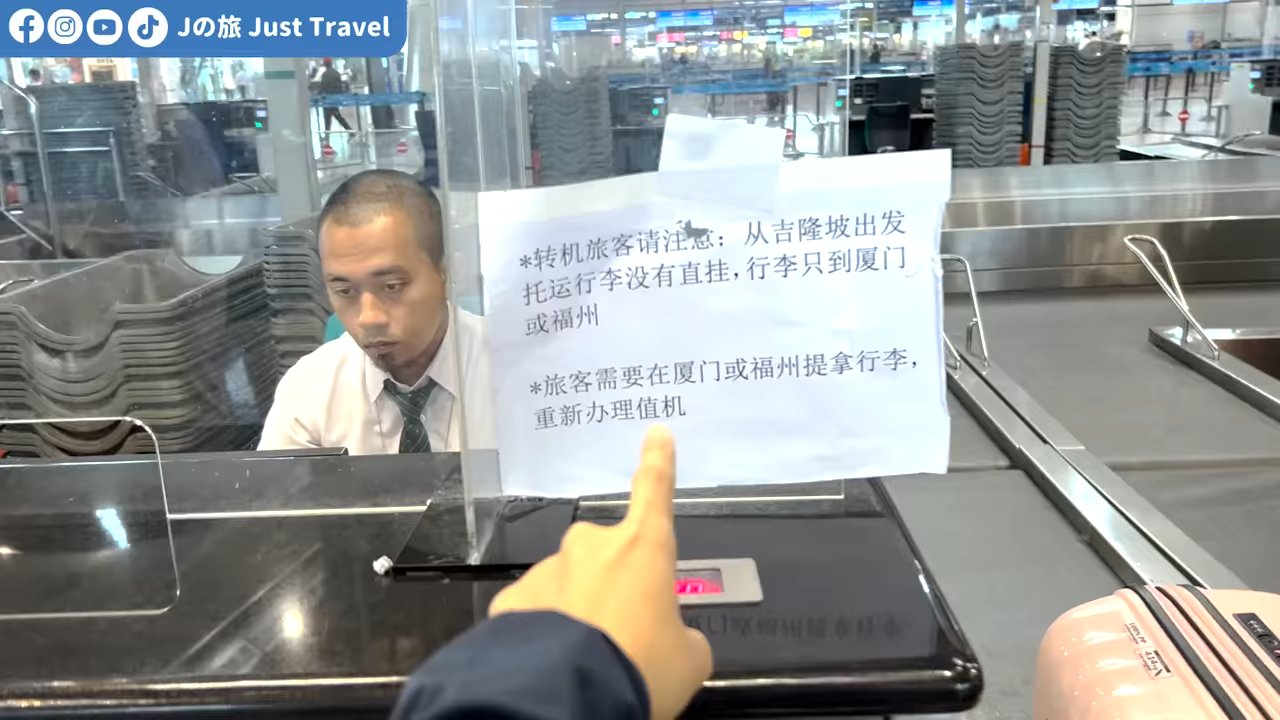 Jの旅 Just Travel
*转机旅客请注意：从吉隆坡出发
托运行李没有直挂，行李只到厦门
或福州
*旅客需要在厦门或福州提拿行李，
重新办理值机